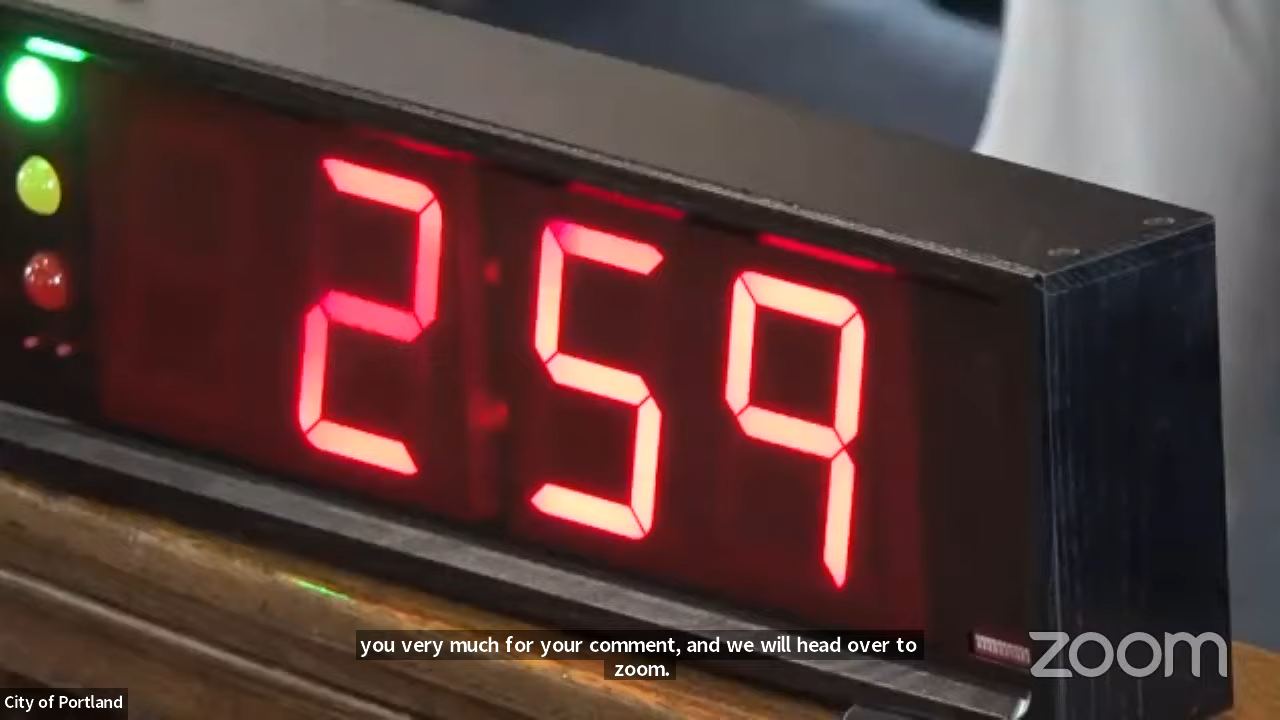 259
you very much for your comment, and we will head over to
zoom.
zoom
City of Portland